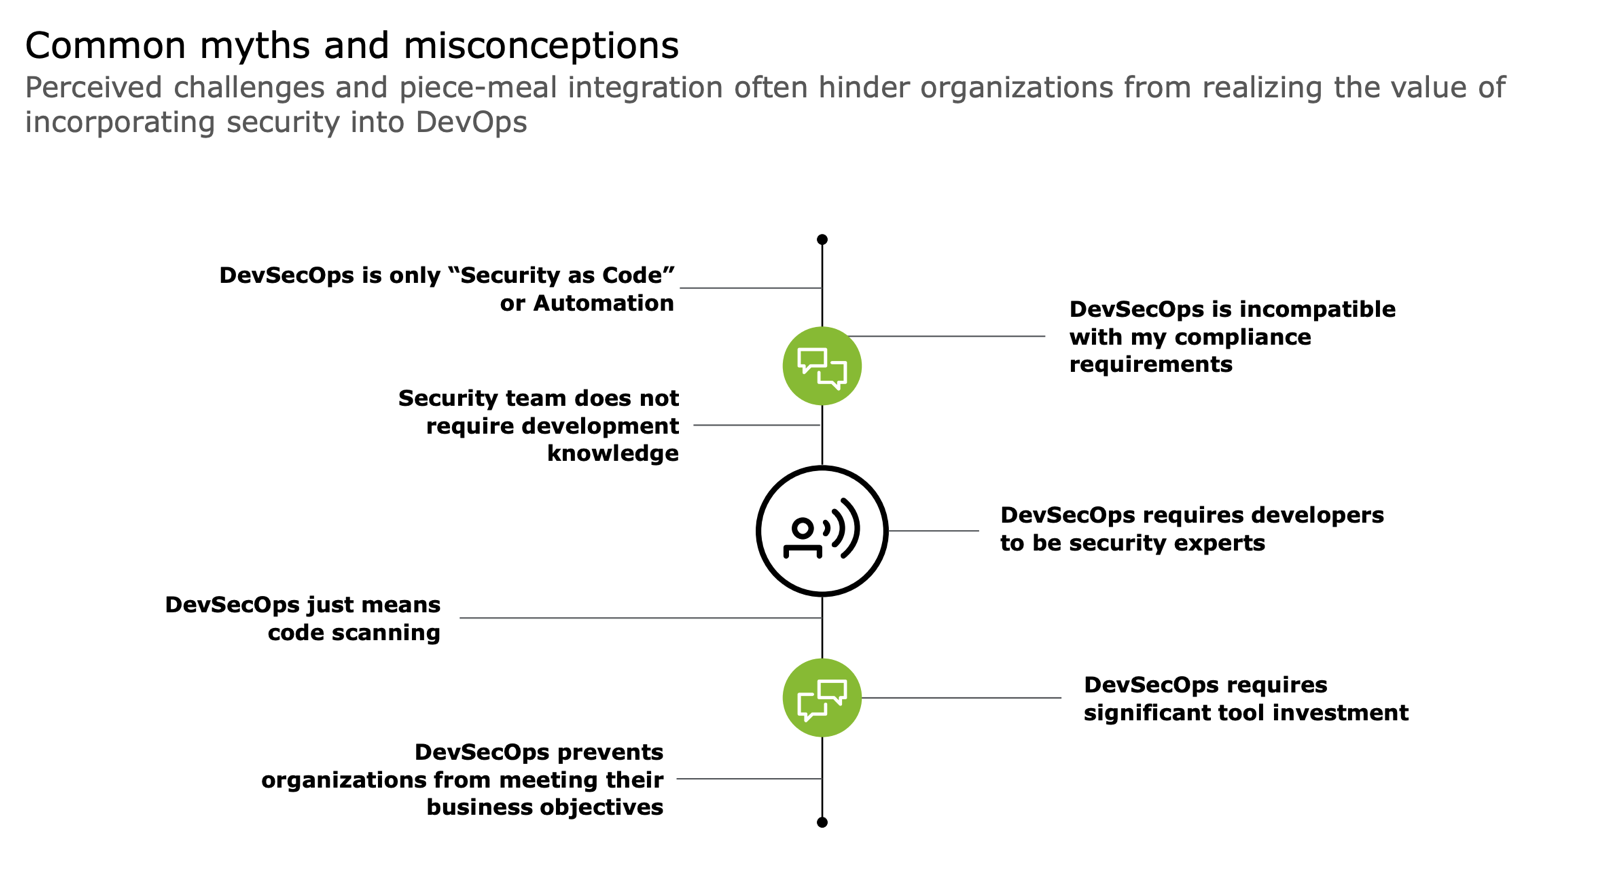 Common myths and misconceptions
Perceived challenges and piece-meal integration often hinder organizations from realizing the value of
incorporating security into DevOps
DevSecOps is only “Security as Code”
or Automation
DevSecOps is incompatible
with my compliance
requirements
Security team does not
require development
knowledge
DevSecOps requires developers
to be security experts
DevSecOps just means
code scanning
DevSecOps requires
significant tool investment
DevSecOps prevents
organizations from meeting their
business objectives